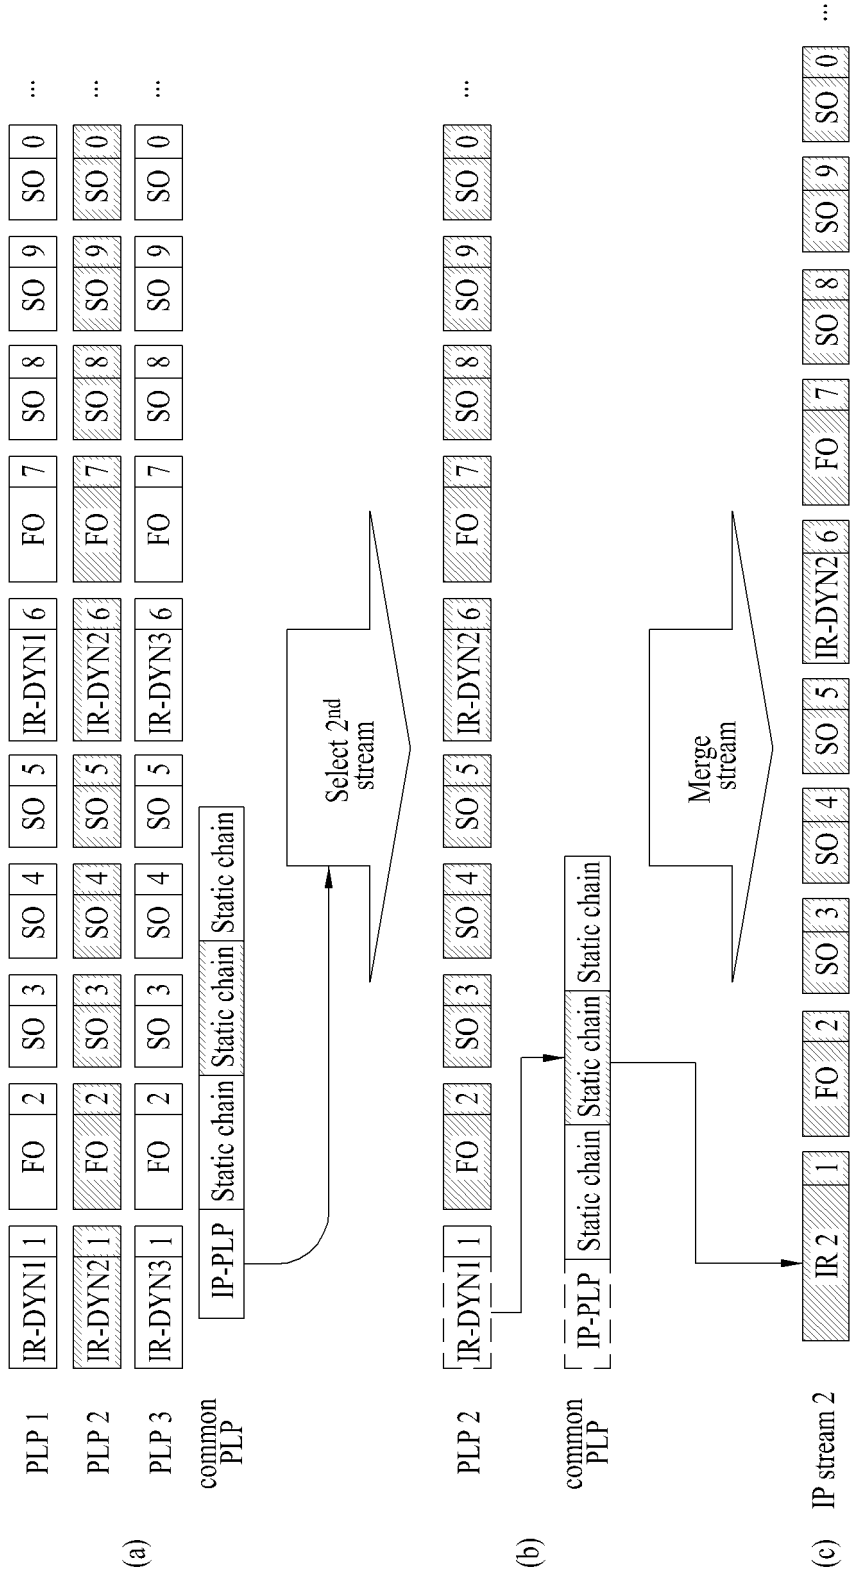 PLP 1 IR-DYN1 1 FO 2 SO 3 SO 4 SO 5 IR-DYN1 6 FO 7 SO 8 SO 9 SO 0 ...
PLP 2 IR-DYN2 1 FO 2 SO 3 SO 4 SO 5 IR-DYN2 6 FO 7 SO 8 SO 9 SO 0 ...
(a)
PLP 3 IR-DYN3 1 FO 2 SO 3 SO 4 SO 5 IR-DYN3 6 FO 7 SO 8 SO 9 SO 0 ...
common
PLP
IP-PLP Static chain Static chain Static chain
Select 2nd
stream
PLP 2 IR-DYN1 1 FO 2 SO 3 SO 4 SO 5 IR-DYN2 6 FO 7 SO 8 SO 9 SO 0 ...
(b)
common
PLP
IP-PLP Static chain Static chain Static chain
Merge
stream
(c) IP stream 2 IR 2 1 FO 2 SO 3 SO 4 SO 5 IR-DYN2 6 FO 7 SO 8 SO 9 SO 0 ...